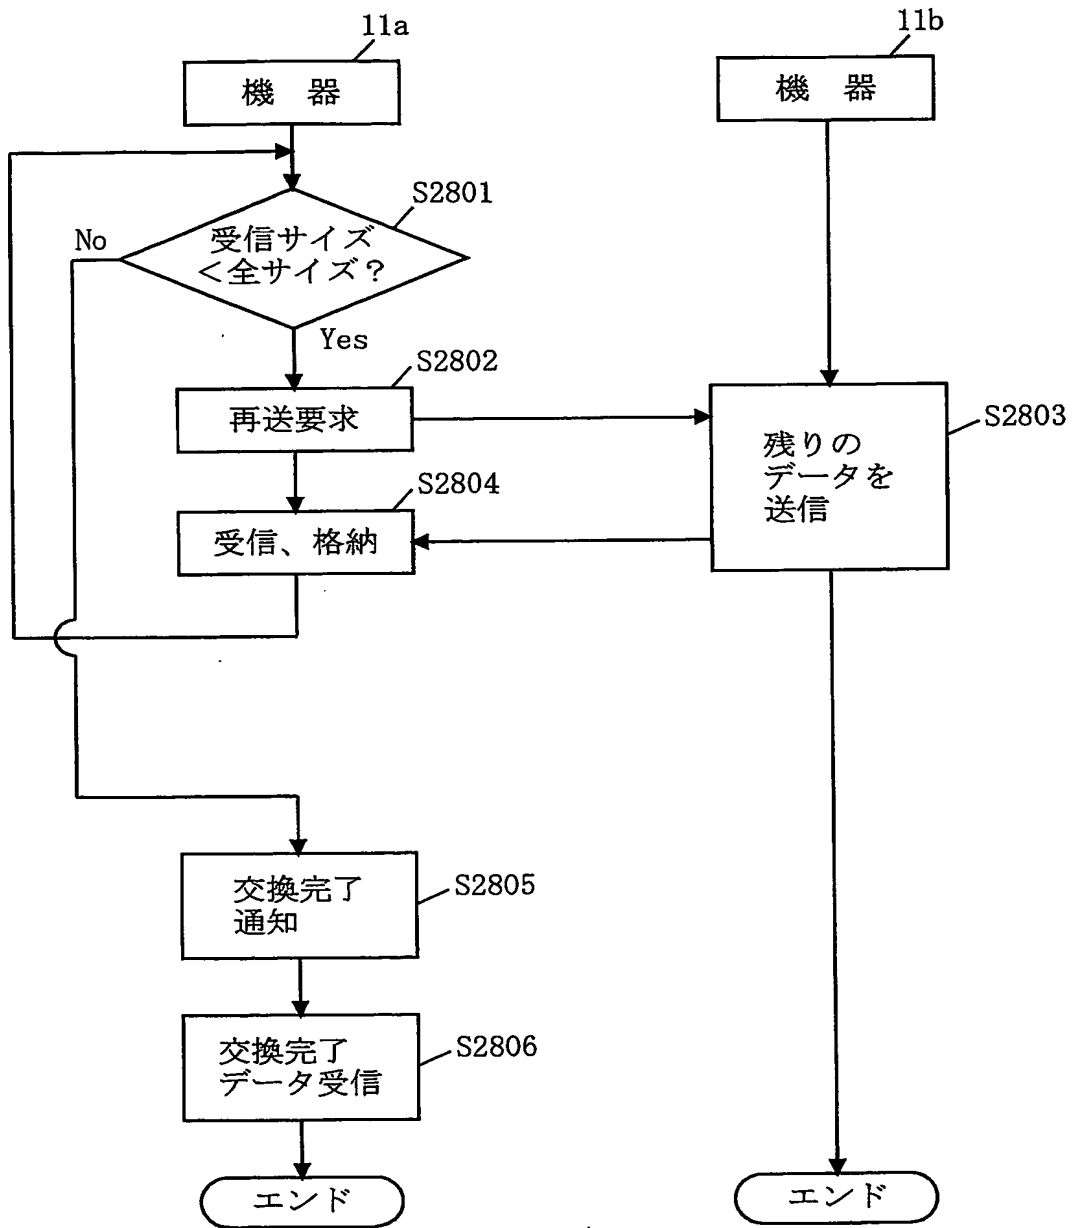 11a
機 器
11b
機 器
S2801
受信サイズ
<全サイズ?
No
Yes
S2802
再送要求
S2803
残りの
データを
送信
S2804
受信、格納
S2805
交換完了
通知
S2806
交換完了
データ受信
エンド
エンド